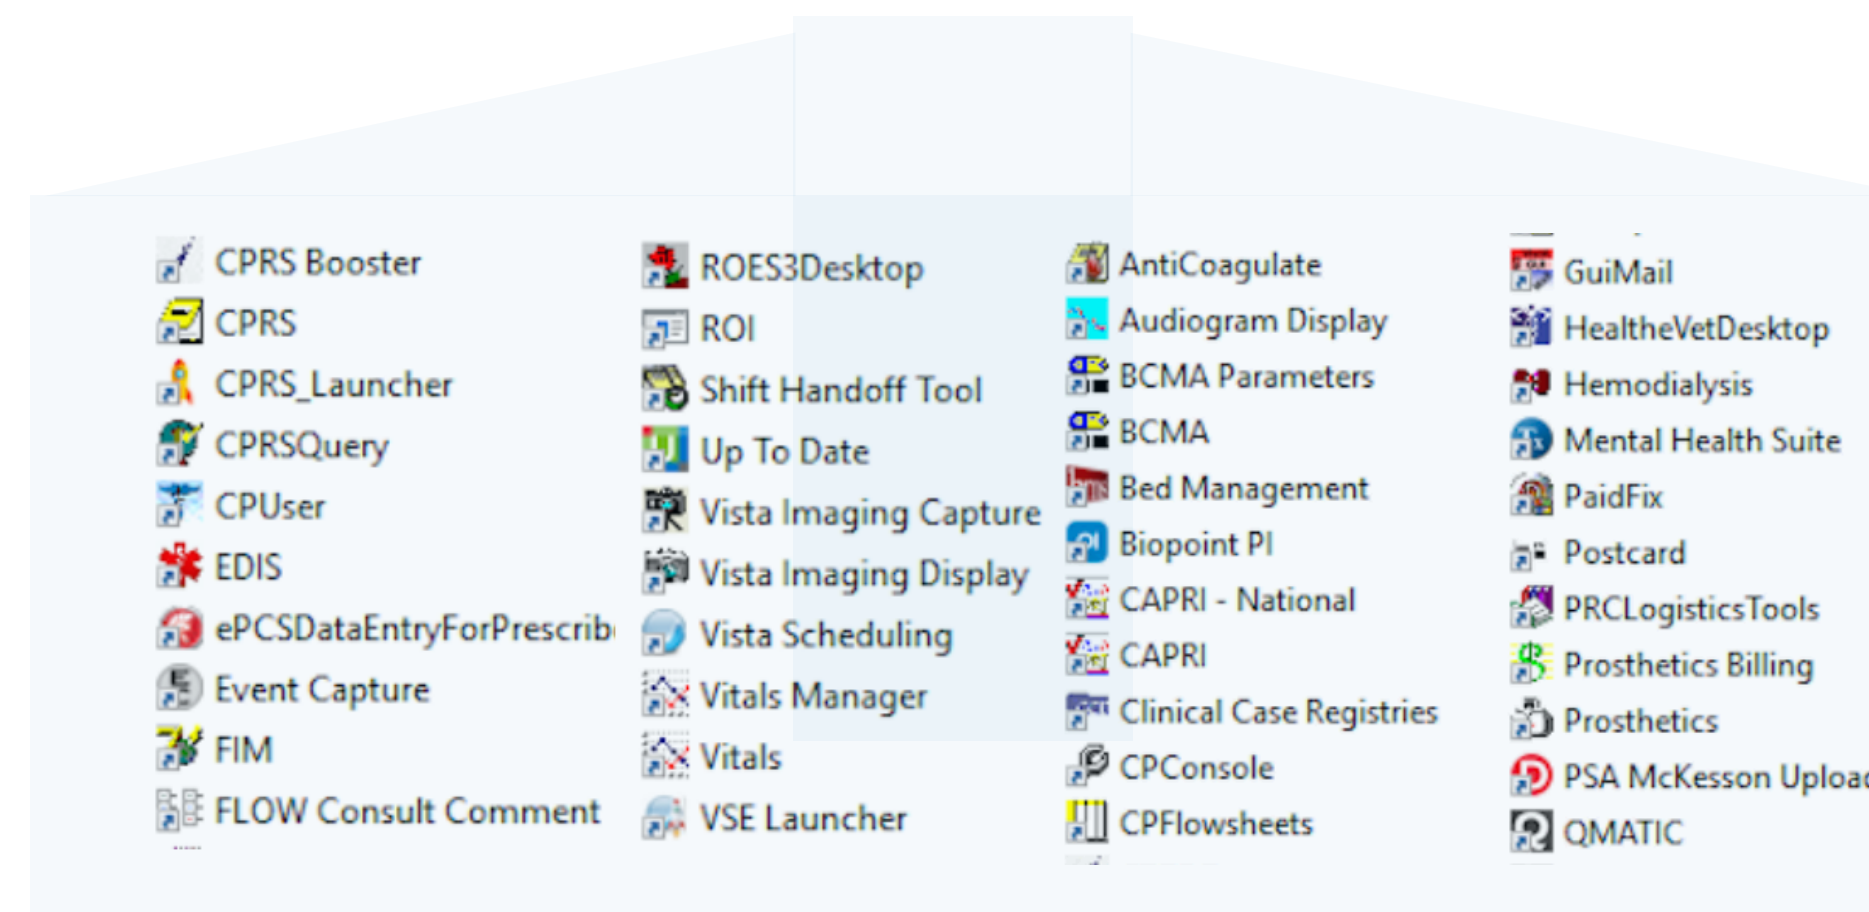 CPRS Booster
CPRS
CPRS_Launcher
CPRSQuery
CPUser
EDIS
Event Capture
FIM
FLOW Consult Comment
ROES3Desktop
ROI
Shift Handoff Tool
Up To Date
Vista Imaging Capture
Vista Imaging Display
Vista Scheduling
Vitals Manager
Vitals
VSE Launcher
AntiCoagulate
Audiogram Display
BCMA Parameters
BCMA
Bed Management
Biopoint PI
CAPRI - National
CAPRI
Clinical Case Registries
CPConsole
CPFlowsheets
GuiMail
HealtheVetDesktop
Hemodialysis
Mental Health Suite
PaidFix
Postcard
PRCLogisticsTools
Prosthetics Billing
Prosthetics
PSA McKesson
QMATIC